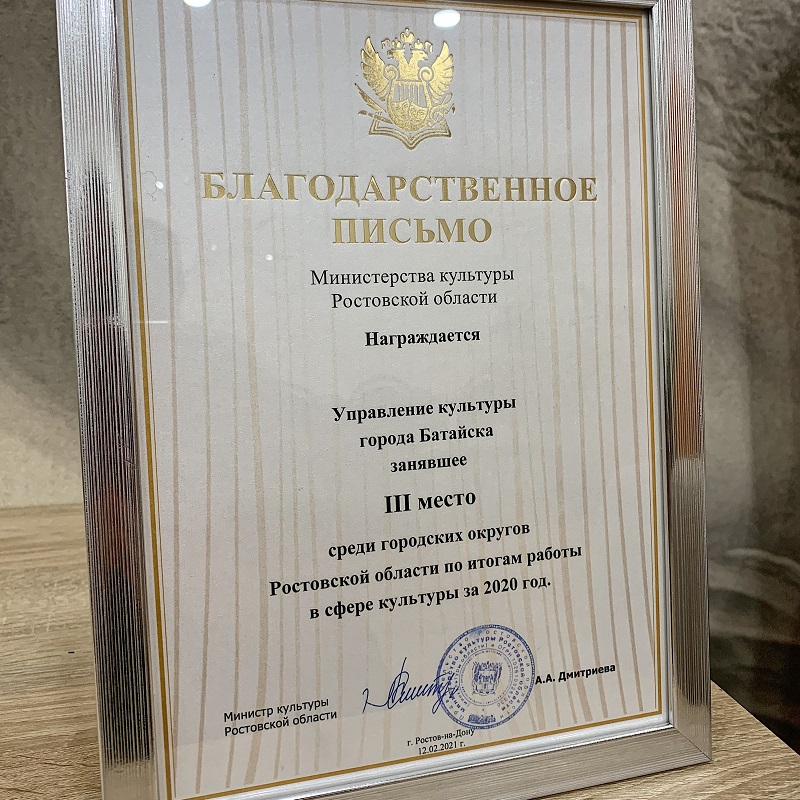 БЛАГОДАРСТВЕННОЕ
ПИСЬМО
Министерства культуры
Ростовской области
Награждается
Управление культуры
города Батайска
занявшее
III место
среди городских округов
Ростовской области по итогам работы
в сфере культуры за 2020 год.
Министр культуры
Ростовской области
А.А. Дмитриева
г. Ростов-на-Дону
12.02.2021 г.